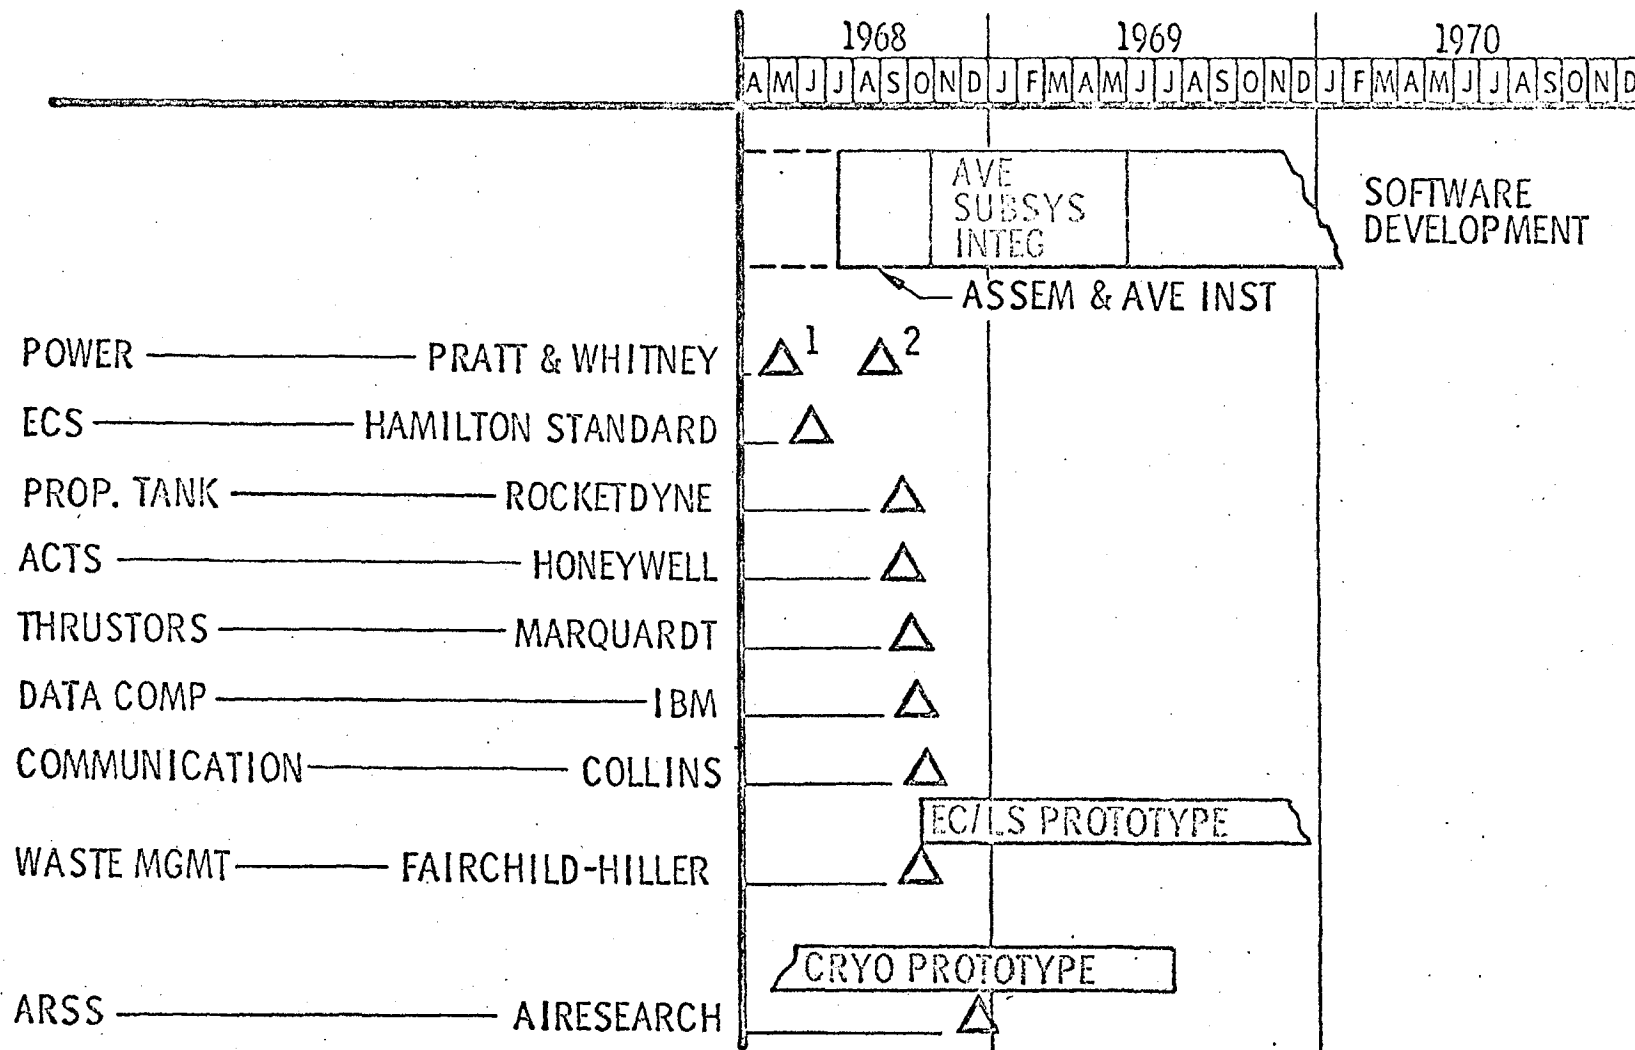 1968 1969 1970
A M J J A S O N D J F M A M J J A S O N D J F M A M J J A S O N D
AVE
SUBSYS
INTEG
SOFTWARE
DEVELOPMENT
ASSEM & AVE INST
POWER PRATT & WHITNEY 1 2
ECS HAMILTON STANDARD
PROP. TANK ROCKETDYNE
ACTS HONEYWELL
THRUSTORS MARQUARDT
DATA COMP IBM
COMMUNICATION COLLINS
EC/LS PROTOTYPE
WASTE MGMT FAIRCHILD-HILLER
CRYO PROTOTYPE
ARSS AIRESEARCH